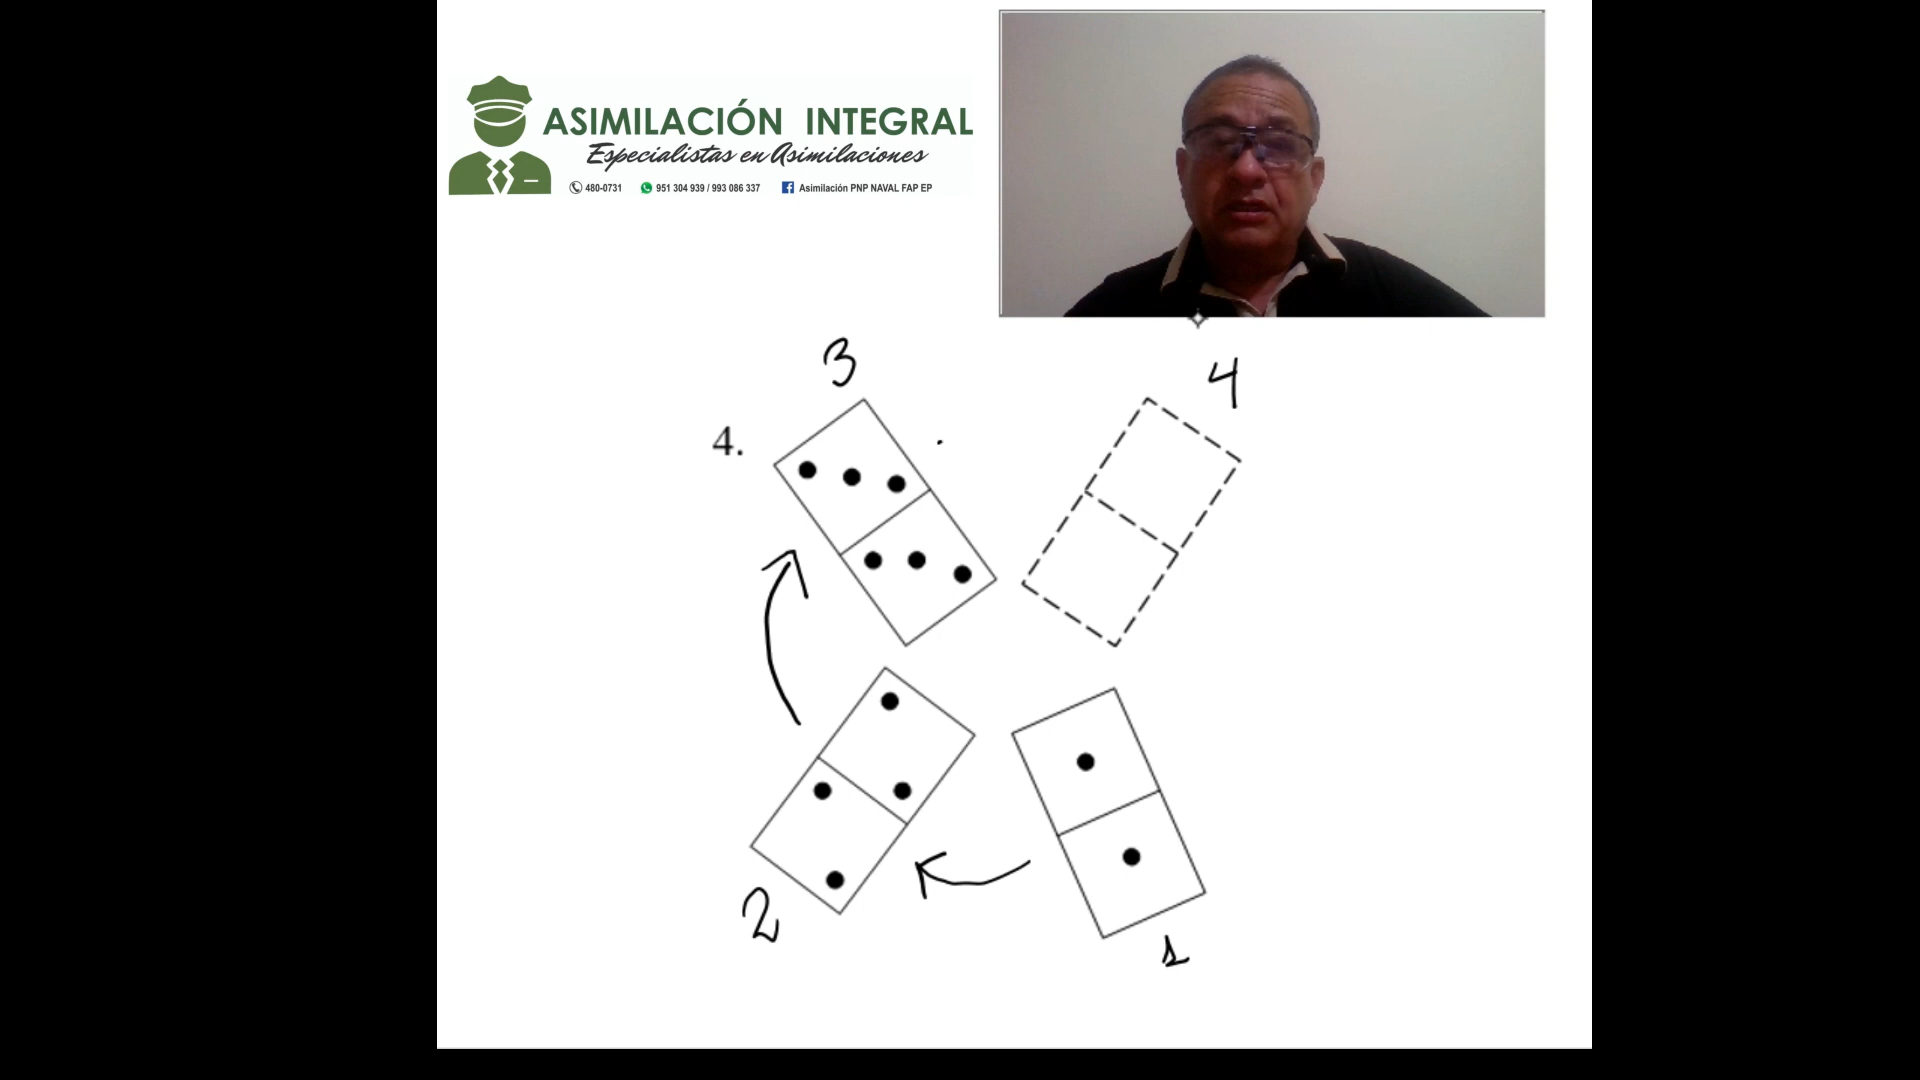 ASIMILACIÓN INTEGRAL
Especialistas en Asimilaciones
480-0731 951 304 939 / 993 086 337 Asimilación PNP NAVAL FAP EP
3
4
4.
2
1